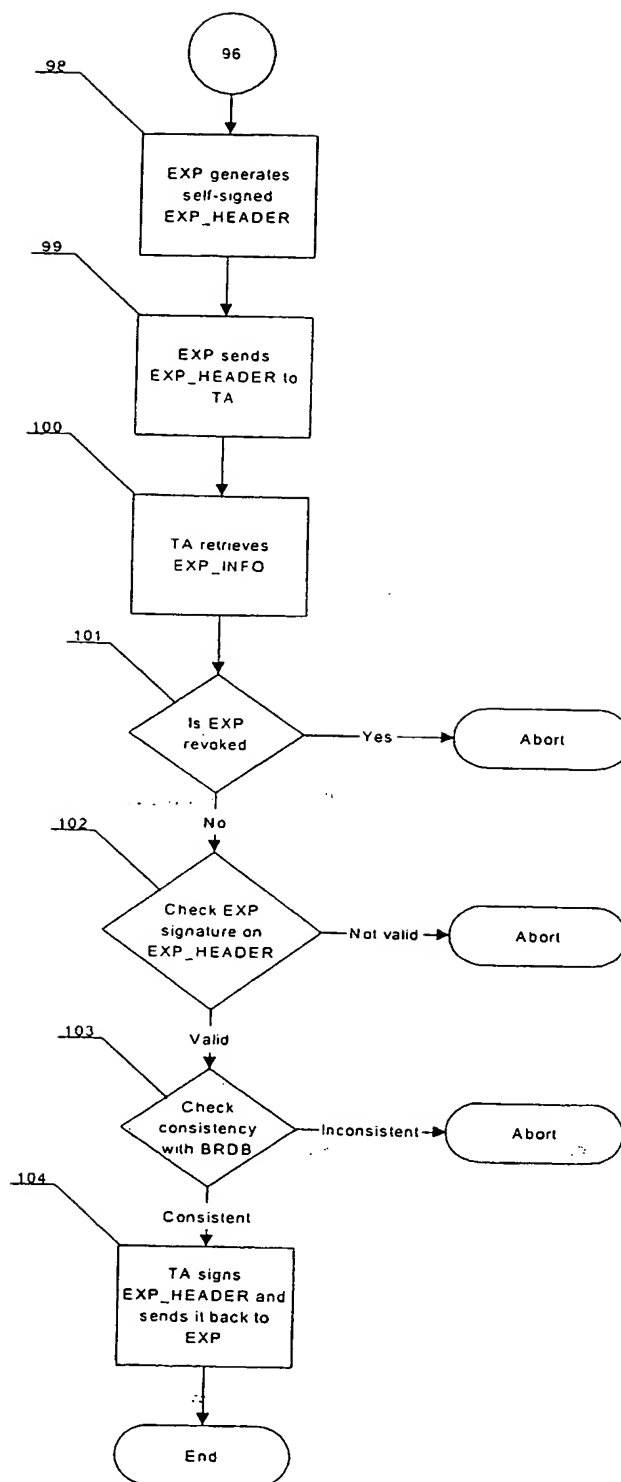 96
98
EXP generates
self-signed
EXP_HEADER
99
EXP sends
EXP_HEADER to
TA
100
TA retrieves
EXP_INFO
101
Is EXP
revoked
Yes
Abort
No
102
Check EXP
signature on
EXP_HEADER
Not valid
Abort
Valid
103
Check
consistency
with BRDB
Inconsistent
Abort
Consistent
104
TA signs
EXP_HEADER and
sends it back to
EXP
End